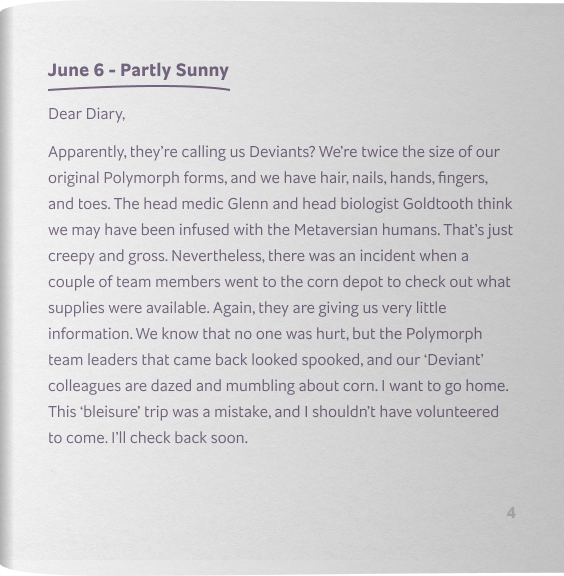 June 6 - Partly Sunny
Dear Diary,
Apparently, they’re calling us Deviants? We’re twice the size of our
original Polymorph forms, and we have hair, nails, hands, fingers,
and toes. The head medic Glenn and head biologist Goldtooth think
we may have been infused with the Metaversian humans. That’s just
creepy and gross. Nevertheless, there was an incident when a
couple of team members went to the corn depot to check out what
supplies were available. Again, they are giving us very little
information. We know that no one was hurt, but the Polymorph
team leaders that came back looked spooked, and our ‘Deviant’
colleagues are dazed and mumbling about corn. I want to go home.
This ‘bleisure’ trip was a mistake, and I shouldn’t have volunteered
to come. I’ll check back soon.
4